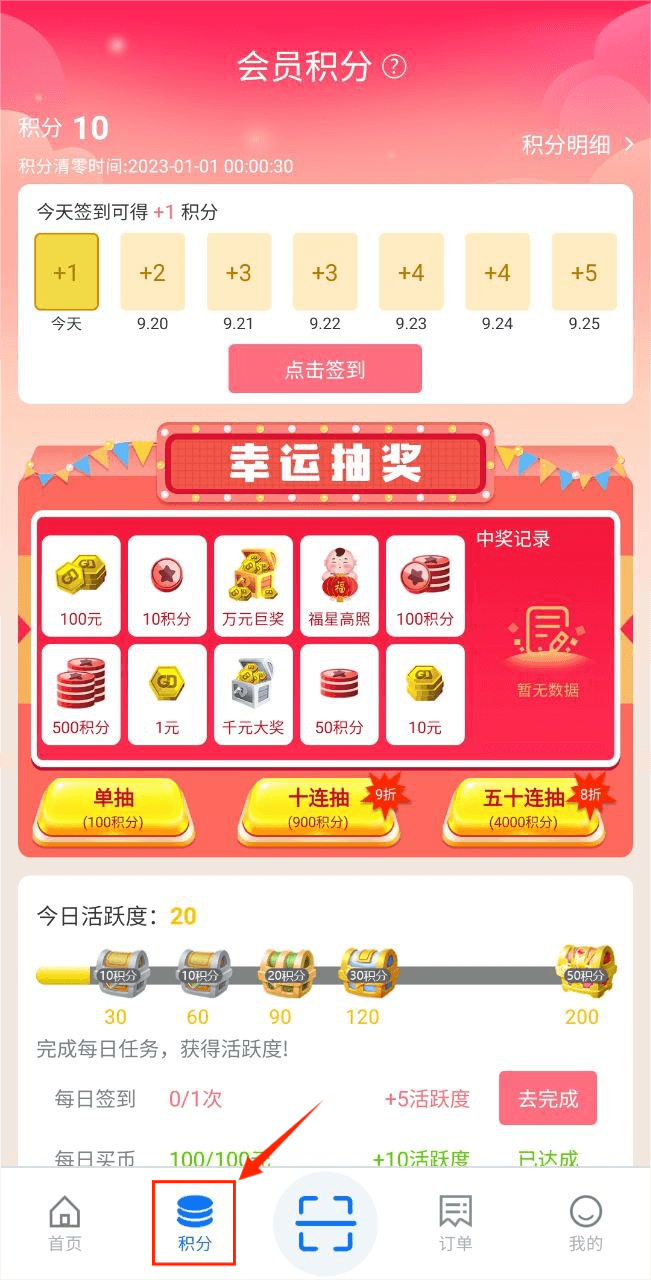 会员积分 ?
积分 10
积分明细 >
积分清零时间:2023-01-01 00:00:30
今天签到可得 +1 积分
+1 +2 +3 +3 +4 +4 +5
今天 9.20 9.21 9.22 9.23 9.24 9.25
点击签到
幸运抽奖
中奖记录
100元 10积分 万元巨奖 福星高照 100积分
福
暂无数据
500积分 1元 千元大奖 50积分 10元
单抽 十连抽 9折 五十连抽 8折
(100积分) (900积分) (4000积分)
今日活跃度：20
10积分 10积分 20积分 30积分 50积分
30 60 90 120 200
完成每日任务，获得活跃度!
每日签到 0/1次 +5活跃度 去完成
每日买币 100/100元 +10活跃度 已达成
首页 积分 订单 我的